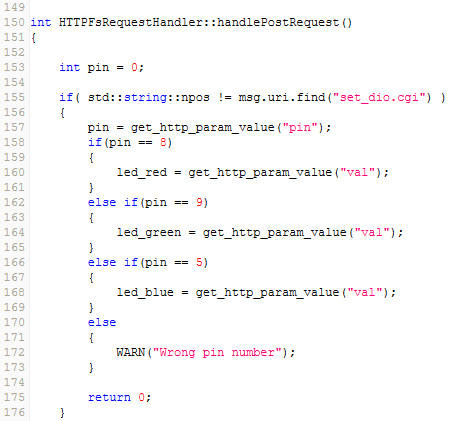 149
150 int HTTPFsRequestHandler::handlePostRequest()
151 {
152
153     int pin = 0;
154
155     if( std::string::npos != msg.uri.find("set_dio.cgi") )
156     {
157         pin = get_http_param_value("pin");
158         if(pin == 8)
159         {
160             led_red = get_http_param_value("val");
161         }
162         else if(pin == 9)
163         {
164             led_green = get_http_param_value("val");
165         }
166         else if(pin == 5)
167         {
168             led_blue = get_http_param_value("val");
169         }
170         else
171         {
172             WARN("Wrong pin number");
173         }
174
175         return 0;
176     }